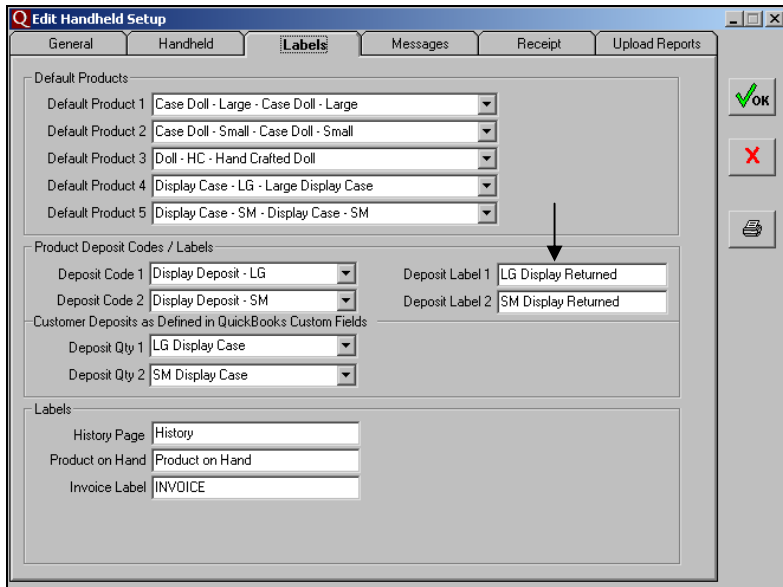 Q Edit Handheld Setup
General Handheld Labels Messages Receipt Upload Reports
Default Products
Default Product 1 Case Doll - Large - Case Doll - Large
Default Product 2 Case Doll - Small - Case Doll - Small
Default Product 3 Doll - HC - Hand Crafted Doll
Default Product 4 Display Case - LG - Large Display Case
Default Product 5 Display Case - SM - Display Case - SM
OK
X
Product Deposit Codes / Labels
Deposit Code 1 Display Deposit - LG Deposit Label 1 LG Display Returned
Deposit Code 2 Display Deposit - SM Deposit Label 2 SM Display Returned
Customer Deposits as Defined in QuickBooks Custom Fields
Deposit Qty 1 LG Display Case
Deposit Qty 2 SM Display Case
Labels
History Page History
Product on Hand Product on Hand
Invoice Label INVOICE